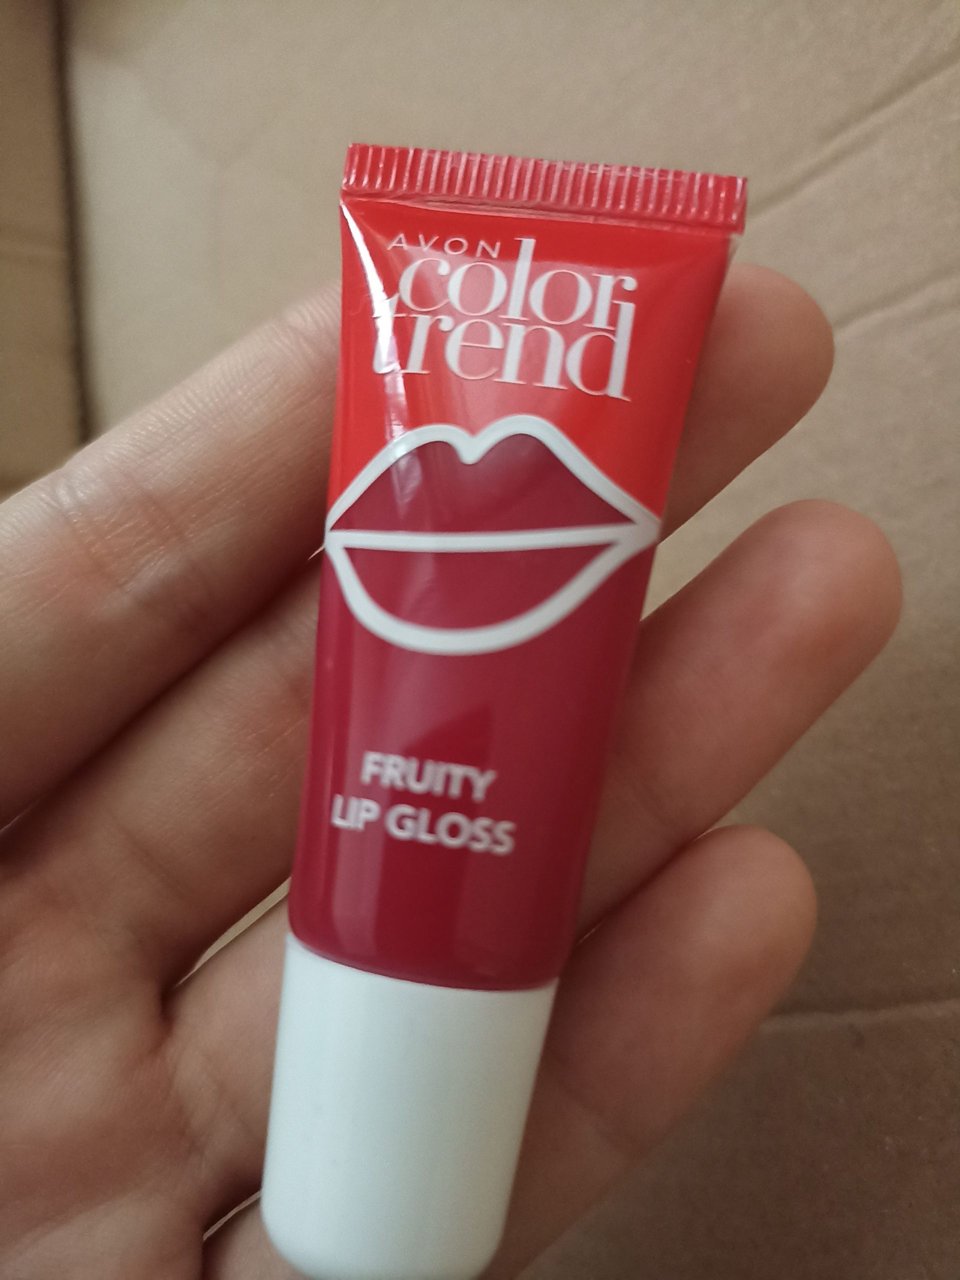 AVON
color
trend
FRUITY
LIP GLOSS